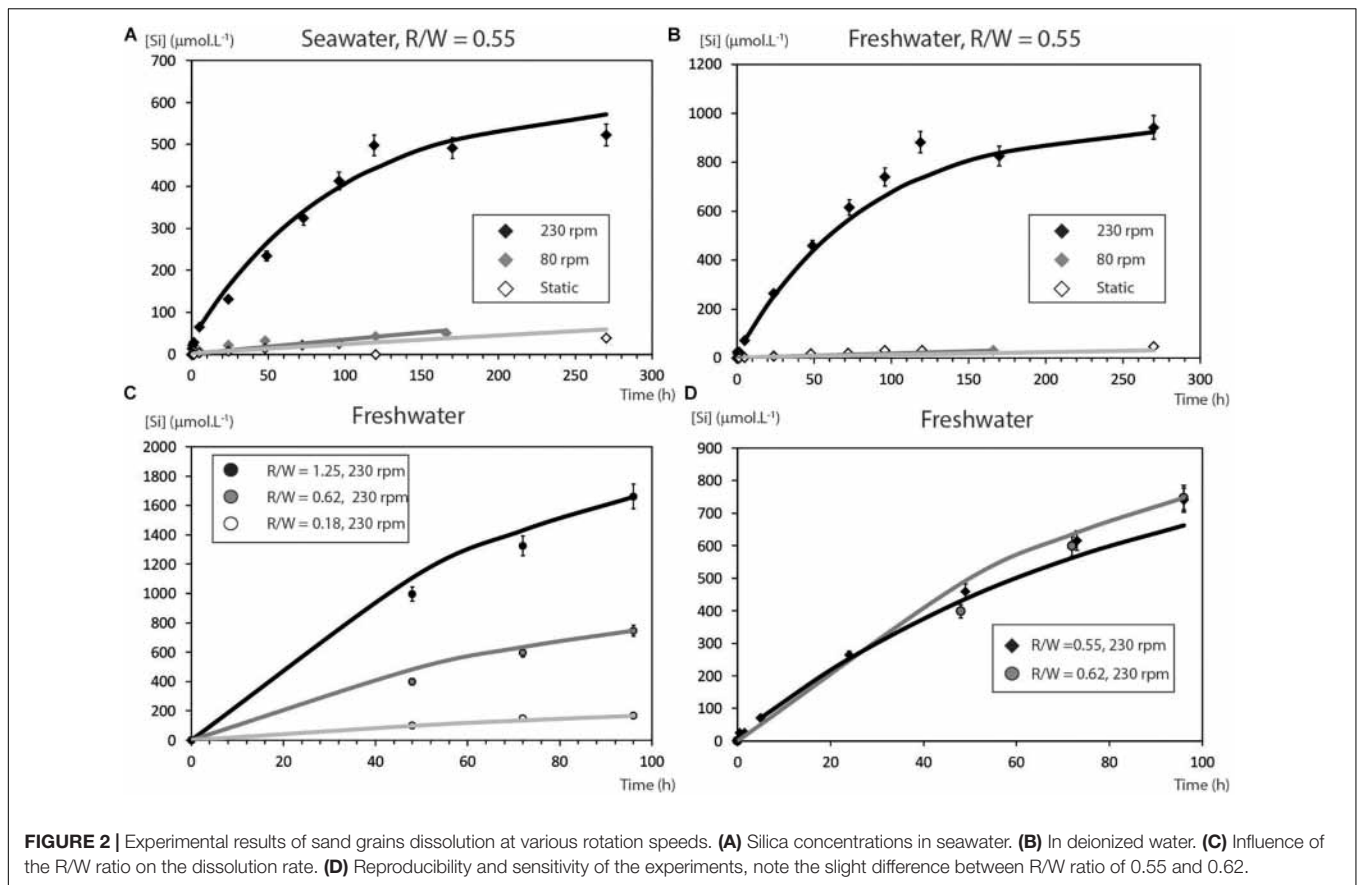 A
[Si] (µmol.L⁻¹)
Seawater, R/W = 0.55
700
600
500
400
300
200
100
0
230 rpm
80 rpm
Static
0
50
100
150
200
250
300
Time (h)
B
[Si] (µmol.L⁻¹)
Freshwater, R/W = 0.55
1200
1000
800
600
400
200
0
230 rpm
80 rpm
Static
0
50
100
150
200
250
300
Time (h)
C
[Si] (µmol.L⁻¹)
Freshwater
2000
1800
1600
1400
1200
1000
800
600
400
200
0
R/W = 1.25, 230 rpm
R/W = 0.62, 230 rpm
R/W = 0.18, 230 rpm
0
20
40
60
80
100
Time (h)
D
[Si] (µmol.L⁻¹)
Freshwater
900
800
700
600
500
400
300
200
100
0
R/W =0.55, 230 rpm
R/W = 0.62, 230 rpm
0
20
40
60
80
100
Time (h)
FIGURE 2 | Experimental results of sand grains dissolution at various rotation speeds. (A) Silica concentrations in seawater. (B) In deionized water. (C) Influence of
the R/W ratio on the dissolution rate. (D) Reproducibility and sensitivity of the experiments, note the slight difference between R/W ratio of 0.55 and 0.62.